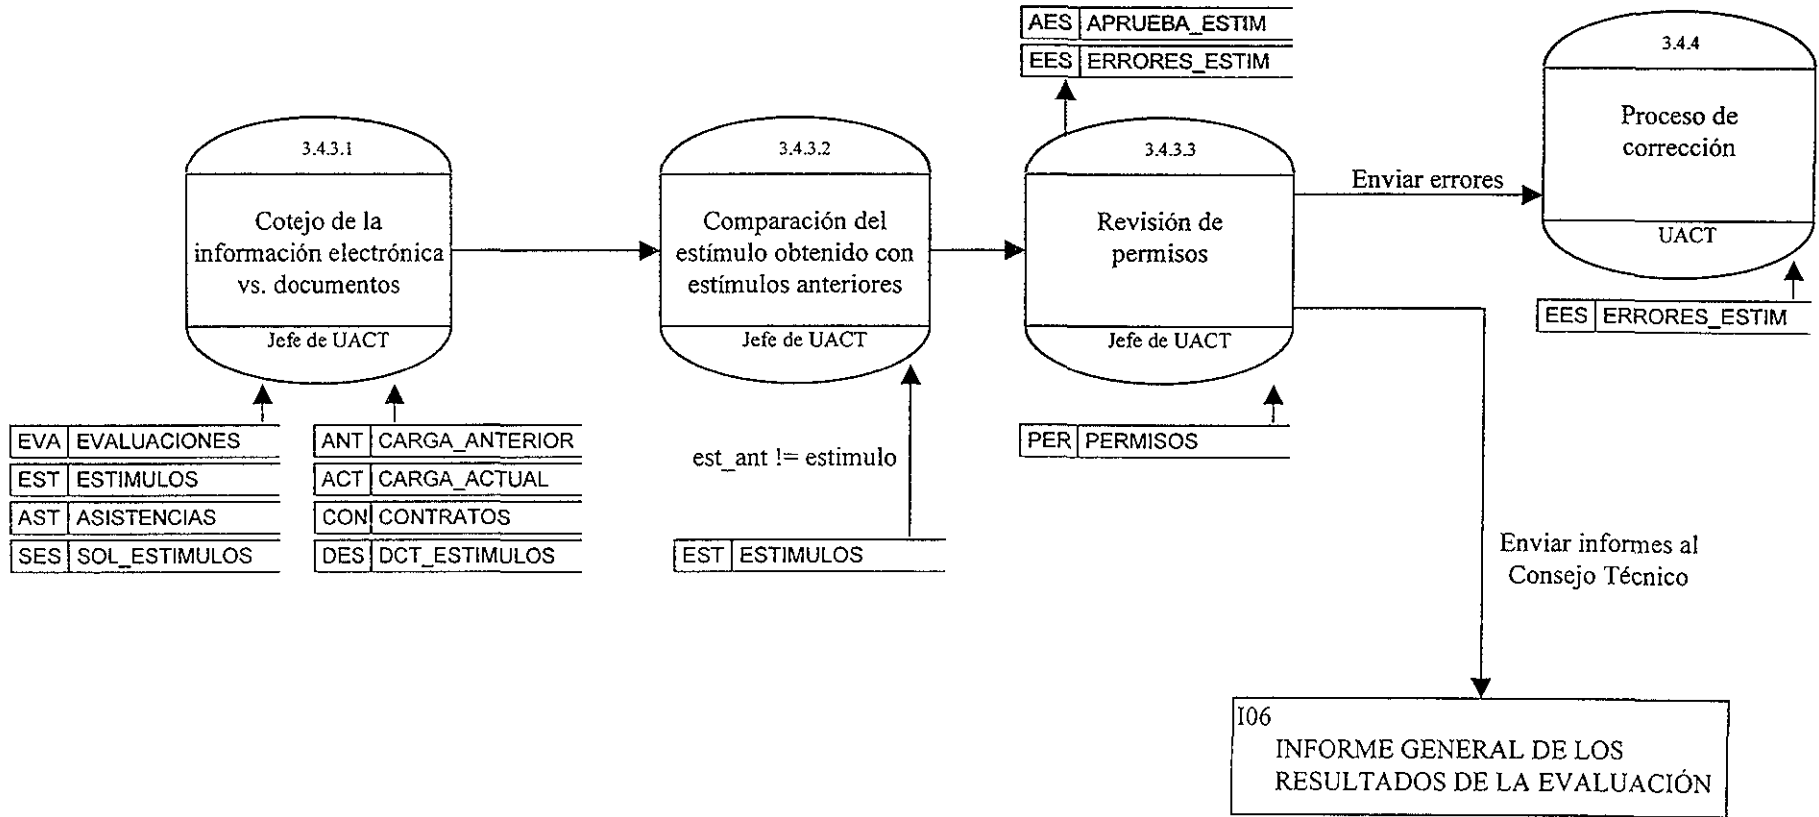 AES APRUEBA_ESTIM
EES ERRORES_ESTIM
3.4.4
Proceso de
corrección
UACT
EES ERRORES_ESTIM
3.4.3.1
Cotejo de la
información electrónica
vs. documentos
Jefe de UACT
3.4.3.2
Comparación del
estímulo obtenido con
estímulos anteriores
Jefe de UACT
3.4.3.3
Revisión de
permisos
Jefe de UACT
Enviar errores
EVA EVALUACIONES
EST ESTIMULOS
AST ASISTENCIAS
SES SOL_ESTIMULOS
ANT CARGA_ANTERIOR
ACT CARGA_ACTUAL
CON CONTRATOS
DES DCT_ESTIMULOS
est_ant != estimulo
EST ESTIMULOS
PER PERMISOS
Enviar informes al
Consejo Técnico
I06
INFORME GENERAL DE LOS
RESULTADOS DE LA EVALUACIÓN